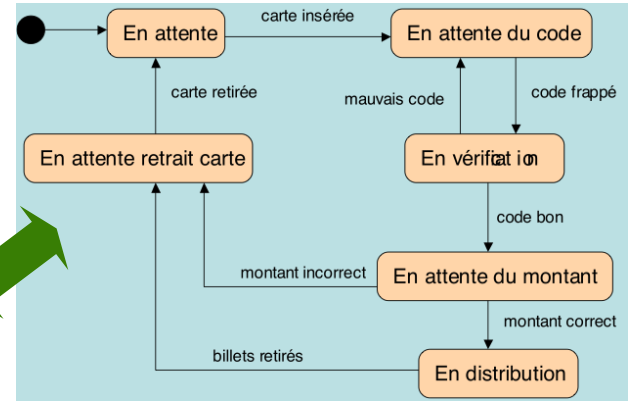 En attente
carte insérée
En attente du code
carte retirée
mauvais code
code frappé
En attente retrait carte
En vérification
code bon
montant incorrect
En attente du montant
montant correct
billets retirés
En distribution